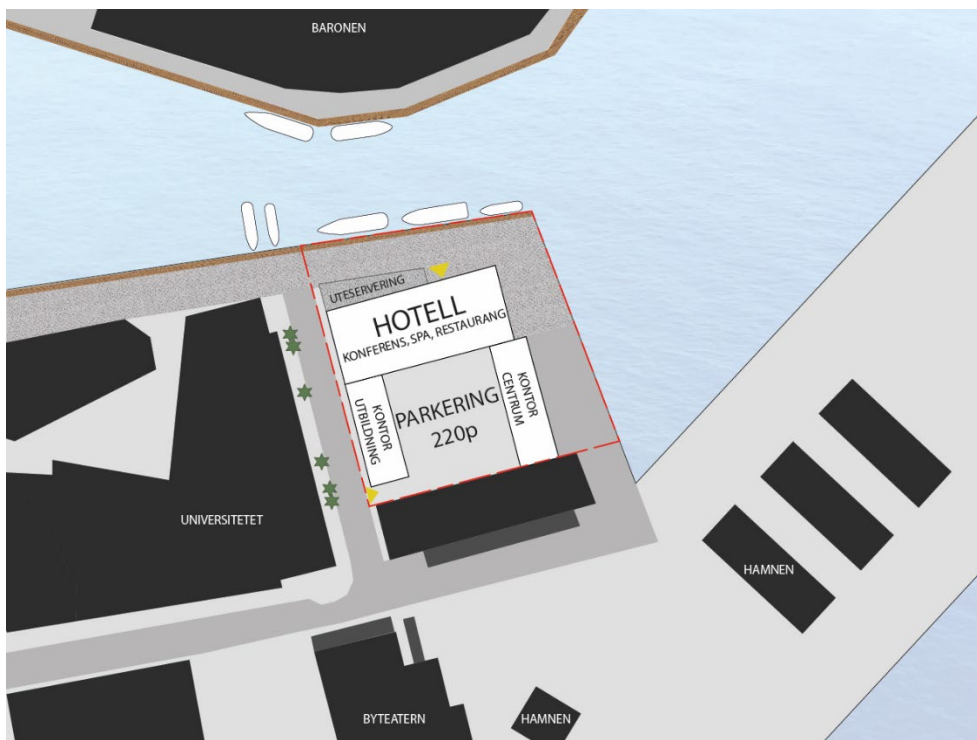 BARONEN
UTESERVERING
HOTELL
KONFERENS, SPA, RESTAURANG
KONTOR
UTBILDNING
PARKERING
220p
KONTOR
CENTRUM
UNIVERSITETET
HAMNEN
BYTEATERN
HAMNEN